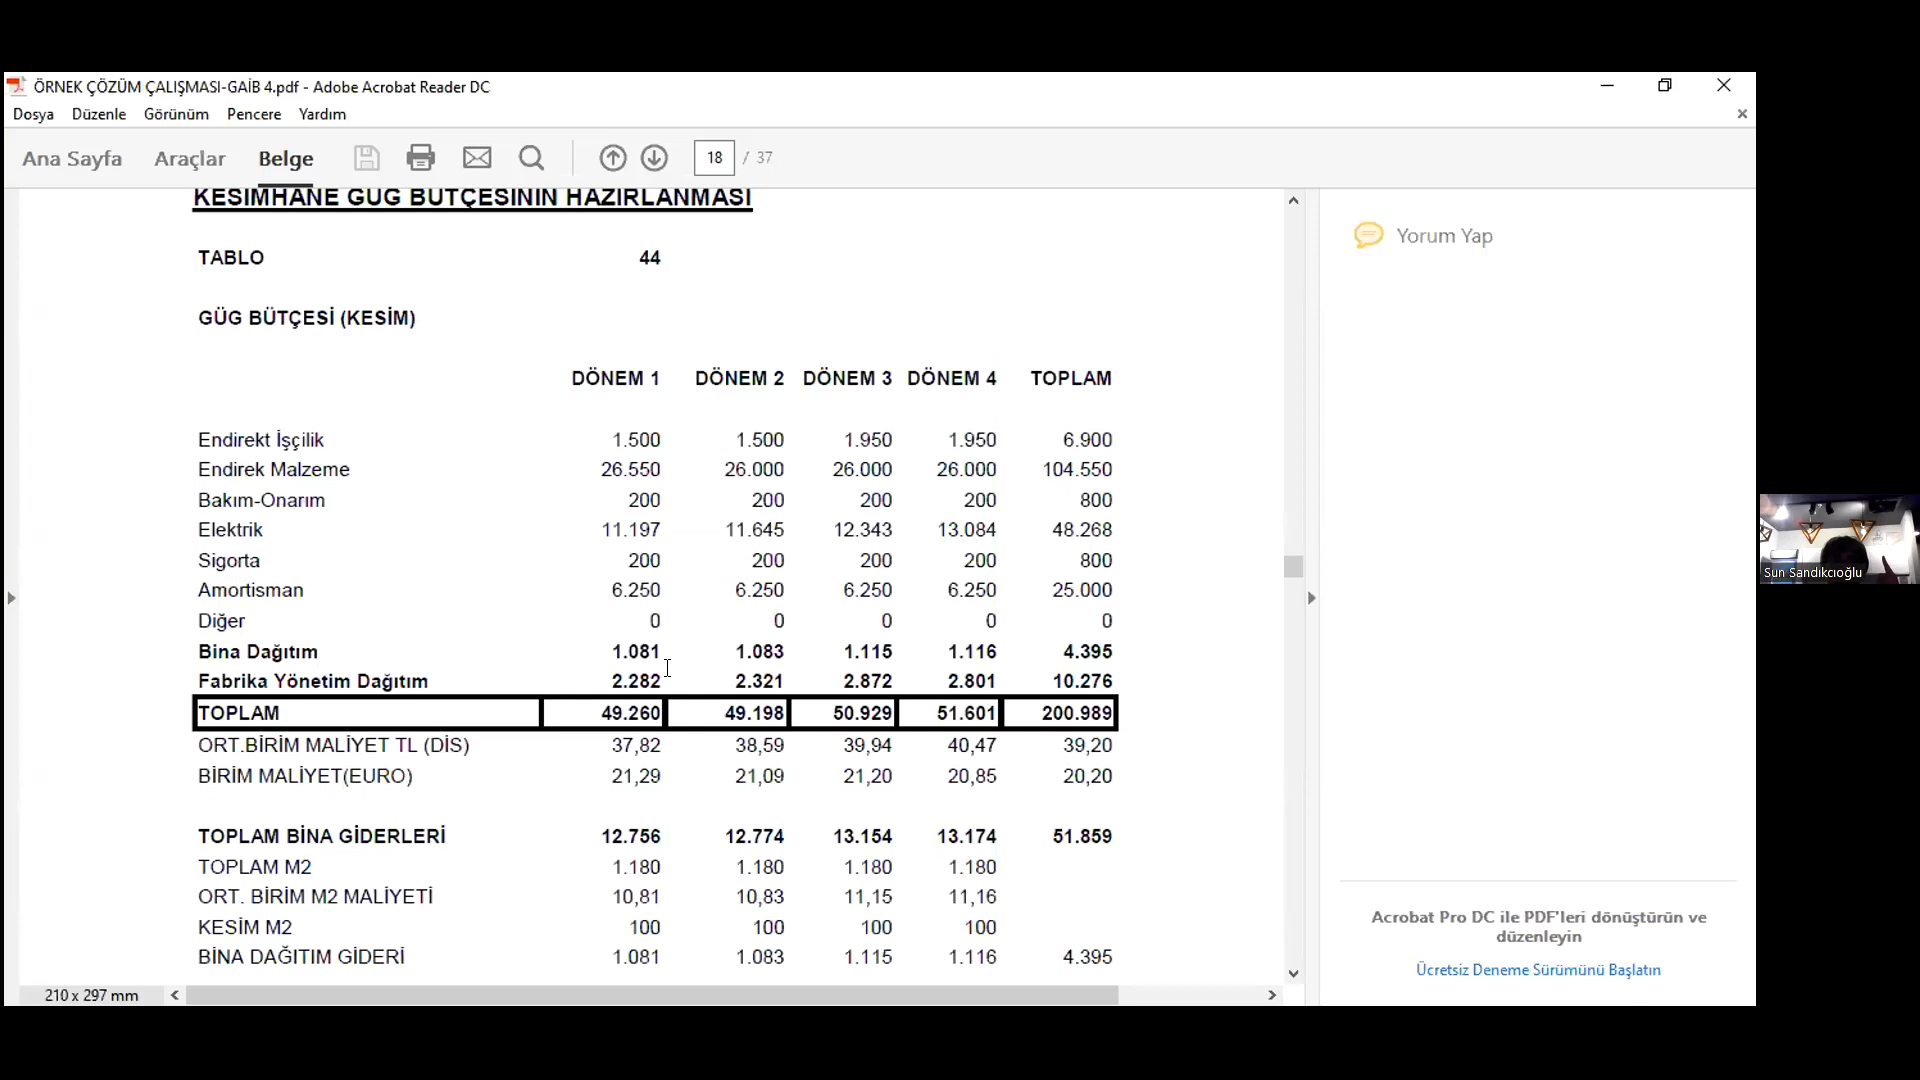 ÖRNEK ÇÖZÜM ÇALIŞMASI-GAİB 4.pdf - Adobe Acrobat Reader DC
Dosya Düzenle Görünüm Pencere Yardım
Ana Sayfa Araçlar Belge 18 / 37
KESİMHANE GÜG BÜTÇESİNİN HAZIRLANMASI
TABLO 44
GÜG BÜTÇESİ (KESİM)
DÖNEM 1 DÖNEM 2 DÖNEM 3 DÖNEM 4 TOPLAM
Endirekt İşçilik 1.500 1.500 1.950 1.950 6.900
Endirek Malzeme 26.550 26.000 26.000 26.000 104.550
Bakım-Onarım 200 200 200 200 800
Elektrik 11.197 11.645 12.343 13.084 48.268
Sigorta 200 200 200 200 800
Amortisman 6.250 6.250 6.250 6.250 25.000
Diğer 0 0 0 0 0
Bina Dağıtım 1.081 1.083 1.115 1.116 4.395
Fabrika Yönetim Dağıtım 2.282 2.321 2.872 2.801 10.276
TOPLAM 49.260 49.198 50.929 51.601 200.989
ORT.BİRİM MALİYET TL (DİS) 37,82 38,59 39,94 40,47 39,20
BİRİM MALİYET(EURO) 21,29 21,09 21,20 20,85 20,20
TOPLAM BİNA GİDERLERİ 12.756 12.774 13.154 13.174 51.859
TOPLAM M2 1.180 1.180 1.180 1.180
ORT. BİRİM M2 MALİYETİ 10,81 10,83 11,15 11,16
KESİM M2 100 100 100 100
BİNA DAĞITIM GİDERİ 1.081 1.083 1.115 1.116 4.395
210 x 297 mm
Yorum Yap
Acrobat Pro DC ile PDF'leri dönüştürün ve
düzenleyin
Ücretsiz Deneme Sürümünü Başlatın
Sun Sandıkcıoğlu